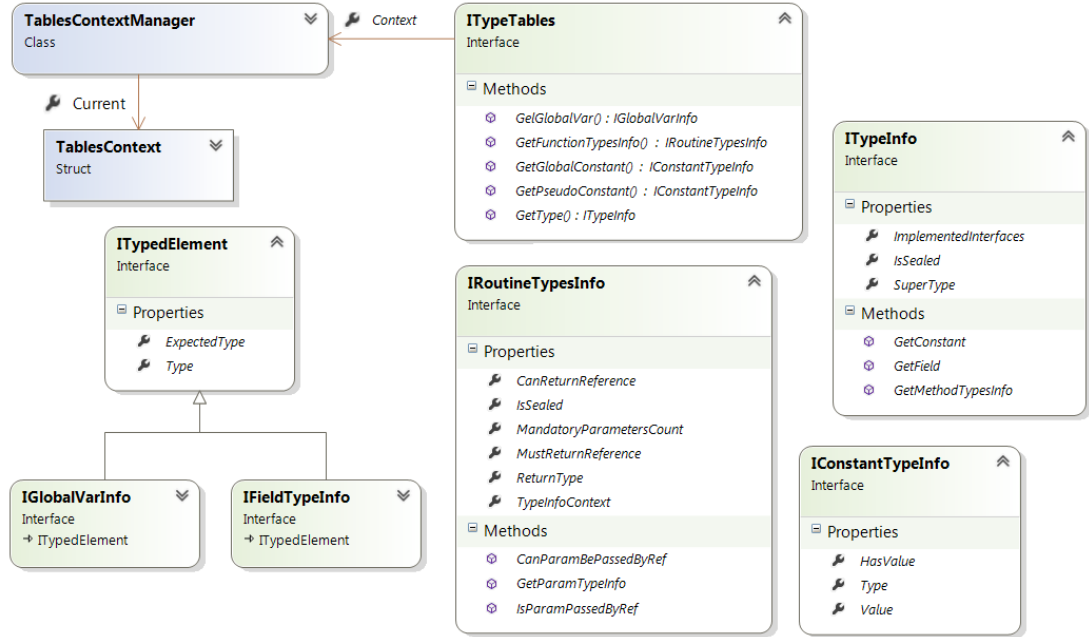 TablesContextManager
Class
Context
Current
TablesContext
Struct
ITypeTables
Interface
Methods
GelGlobalVar() : IGlobalVarInfo
GetFunctionTypesInfo() : IRoutineTypesInfo
GetGlobalConstant() : IConstantTypeInfo
GetPseudoConstant() : IConstantTypeInfo
GetType() : ITypeInfo
ITypeInfo
Interface
Properties
ImplementedInterfaces
IsSealed
SuperType
Methods
GetConstant
GetField
GetMethodTypesInfo
ITypedElement
Interface
Properties
ExpectedType
Type
IGlobalVarInfo
Interface
ITypedElement
IFieldTypeInfo
Interface
ITypedElement
IRoutineTypesInfo
Interface
Properties
CanReturnReference
IsSealed
MandatoryParametersCount
MustReturnReference
ReturnType
TypeInfoContext
Methods
CanParamBePassedByRef
GetParamTypeInfo
IsParamPassedByRef
IConstantTypeInfo
Interface
Properties
HasValue
Type
Value